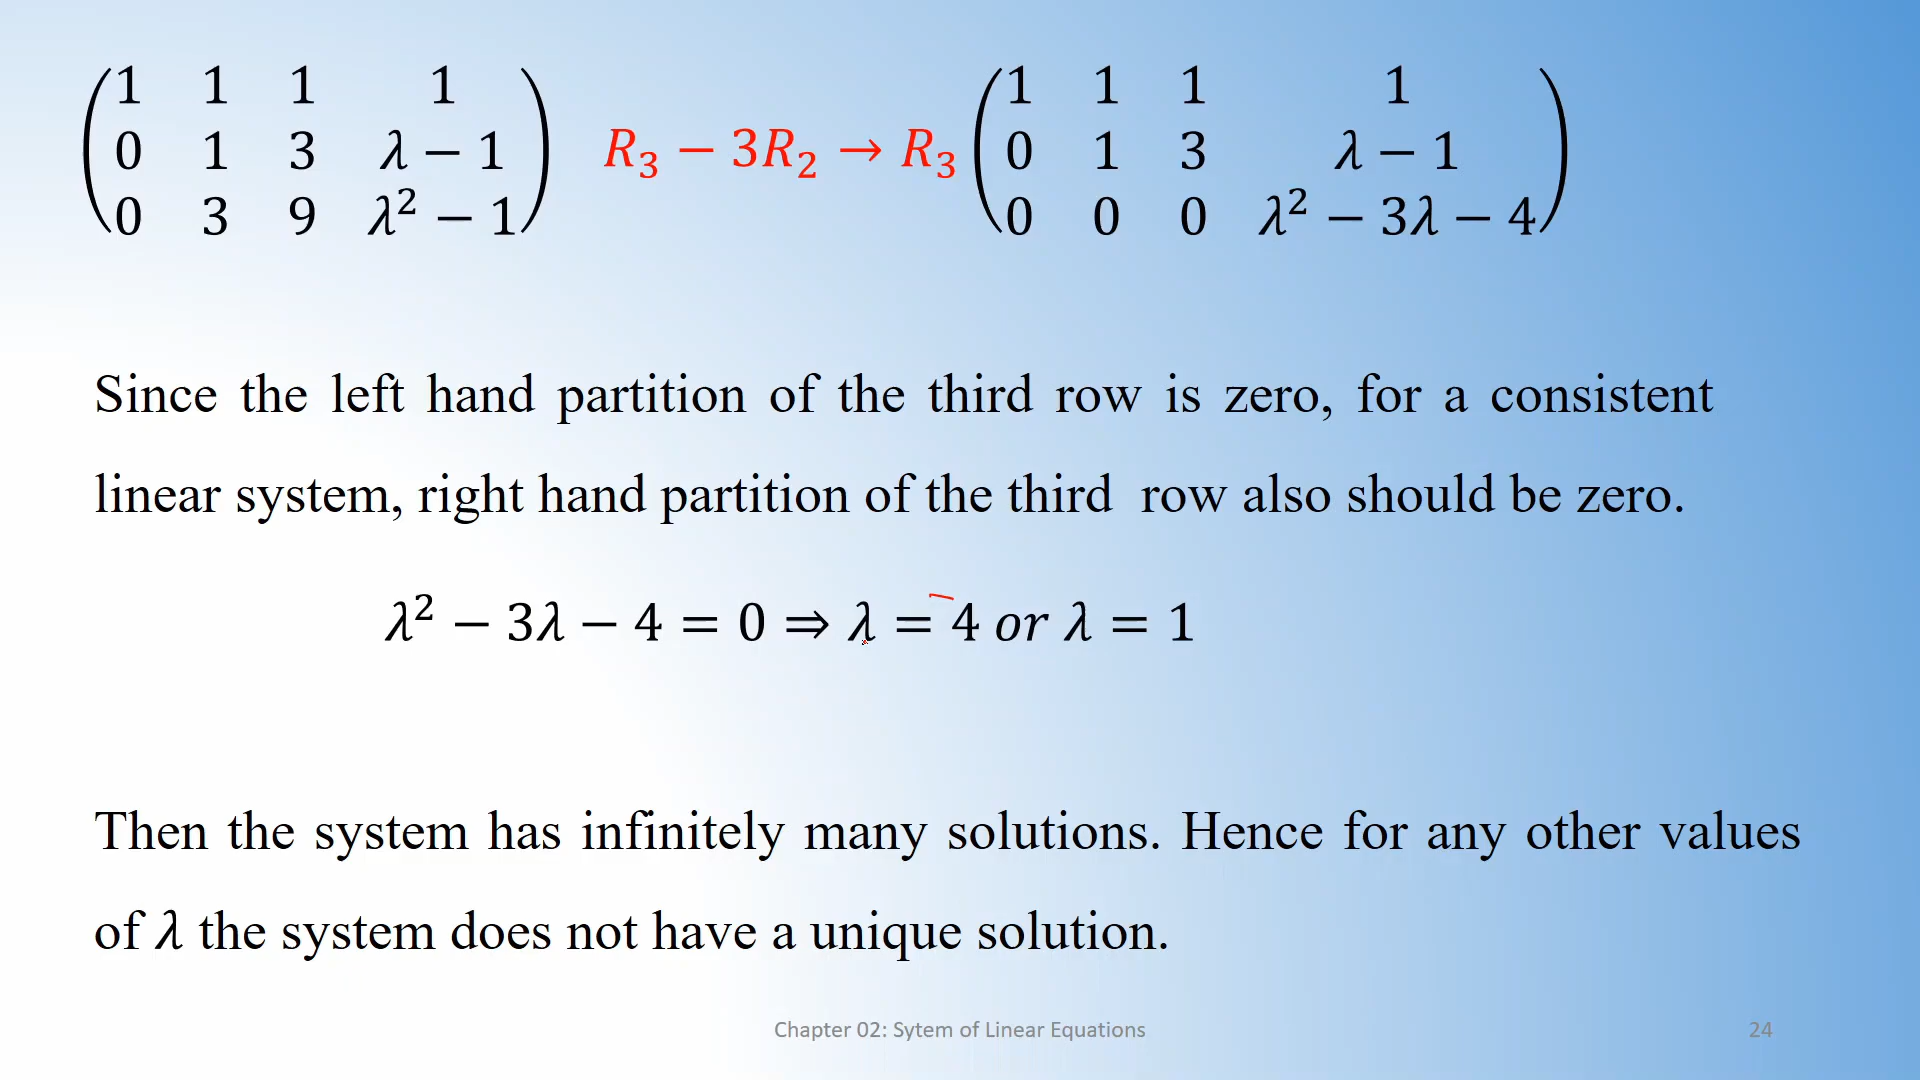 1 1 1 1 1 1 1 1
0 1 3 λ − 1 R₃ − 3R₂ → R₃ 0 1 3 λ − 1
0 3 9 λ² − 1 0 0 0 λ² − 3λ − 4
Since the left hand partition of the third row is zero, for a consistent
linear system, right hand partition of the third row also should be zero.
λ² − 3λ − 4 = 0 ⇒ λ = 4 or λ = 1
Then the system has infinitely many solutions. Hence for any other values
of λ the system does not have a unique solution.
Chapter 02: Sytem of Linear Equations 24